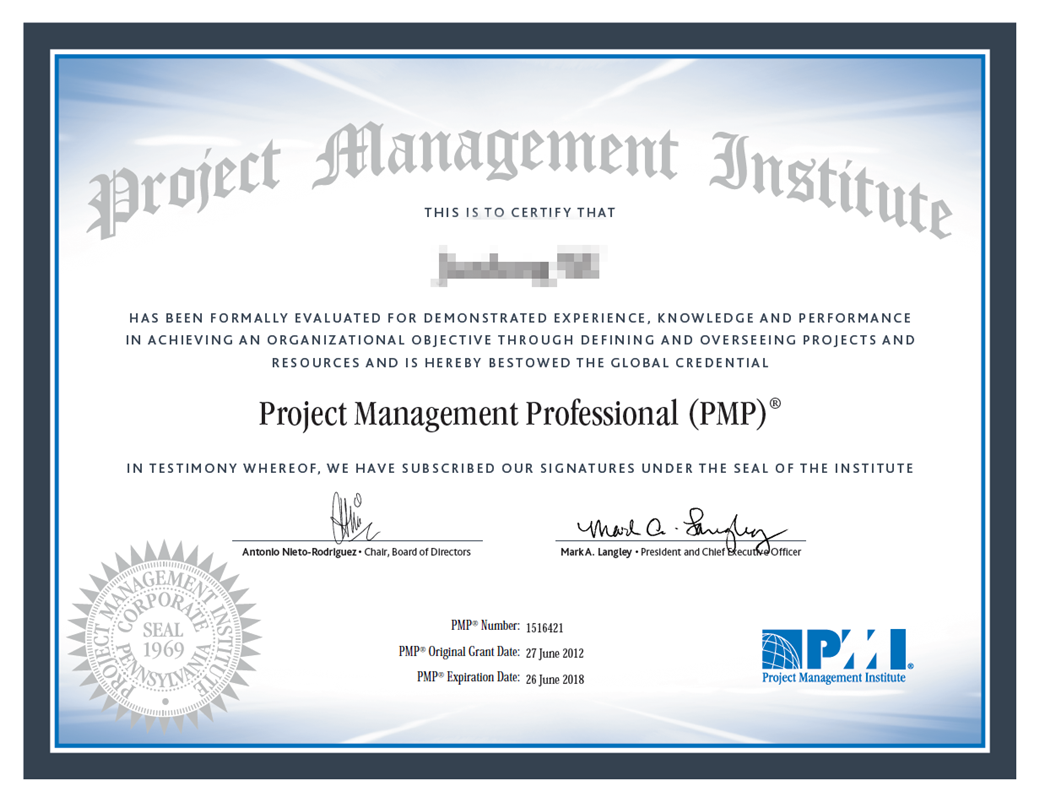 Project Management Institute
THIS IS TO CERTIFY THAT
HAS BEEN FORMALLY EVALUATED FOR DEMONSTRATED EXPERIENCE, KNOWLEDGE AND PERFORMANCE
IN ACHIEVING AN ORGANIZATIONAL OBJECTIVE THROUGH DEFINING AND OVERSEEING PROJECTS AND
RESOURCES AND IS HEREBY BESTOWED THE GLOBAL CREDENTIAL
Project Management Professional (PMP)®
IN TESTIMONY WHEREOF, WE HAVE SUBSCRIBED OUR SIGNATURES UNDER THE SEAL OF THE INSTITUTE
Mark A. Langley
Antonio Nieto-Rodriguez • Chair, Board of Directors
Mark A. Langley • President and Chief Executive Officer
PROJECT MANAGEMENT INSTITUTE
CORPORATE
SEAL
1969
PENNSYLVANIA
PMP® Number: 1516421
PMP® Original Grant Date: 27 June 2012
PMP® Expiration Date: 26 June 2018
PMI®
Project Management Institute